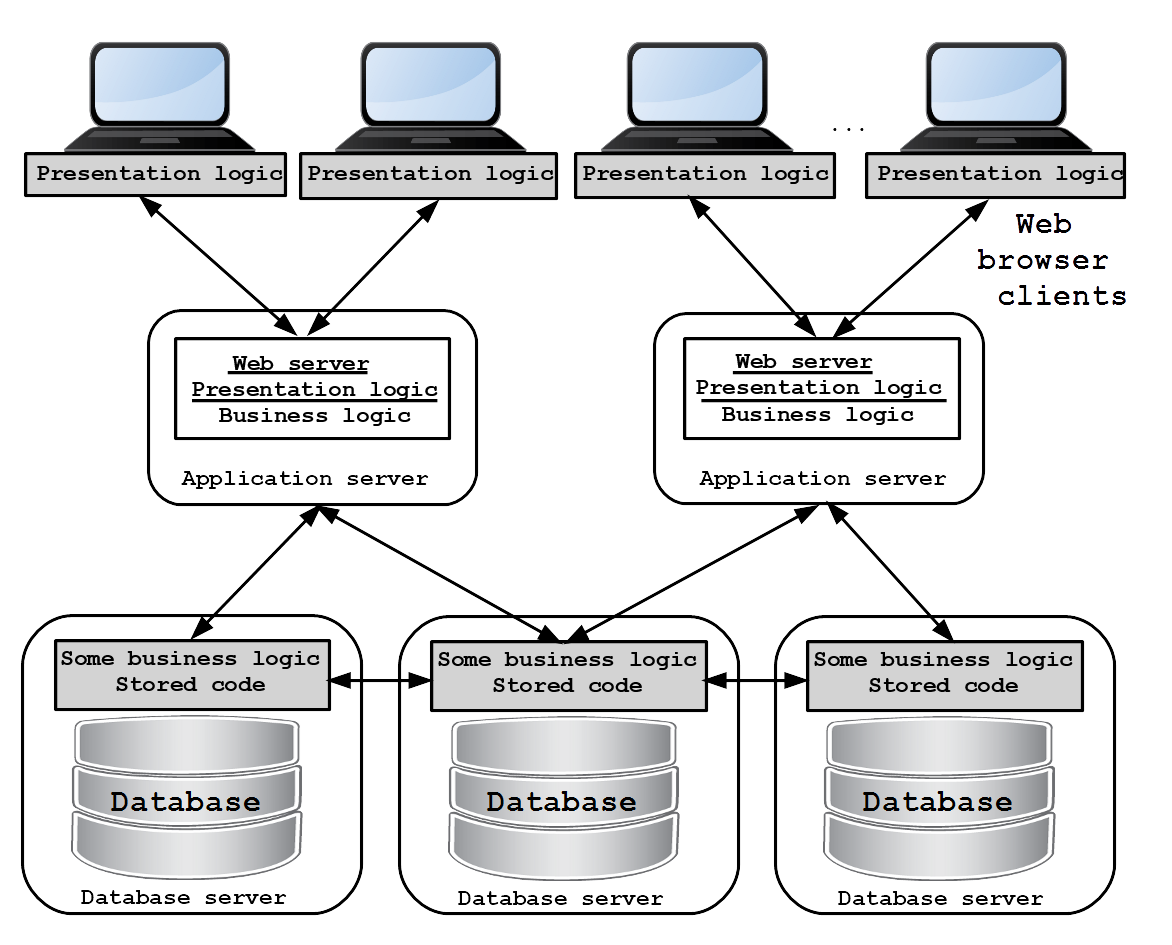 Presentation logic
Presentation logic
Presentation logic
...
Presentation logic
Web
browser
clients
Web server
Presentation logic
Business logic
Application server
Web server
Presentation logic
Business logic
Application server
Some business logic
Stored code
Database
Database server
Some business logic
Stored code
Database
Database server
Some business logic
Stored code
Database
Database server